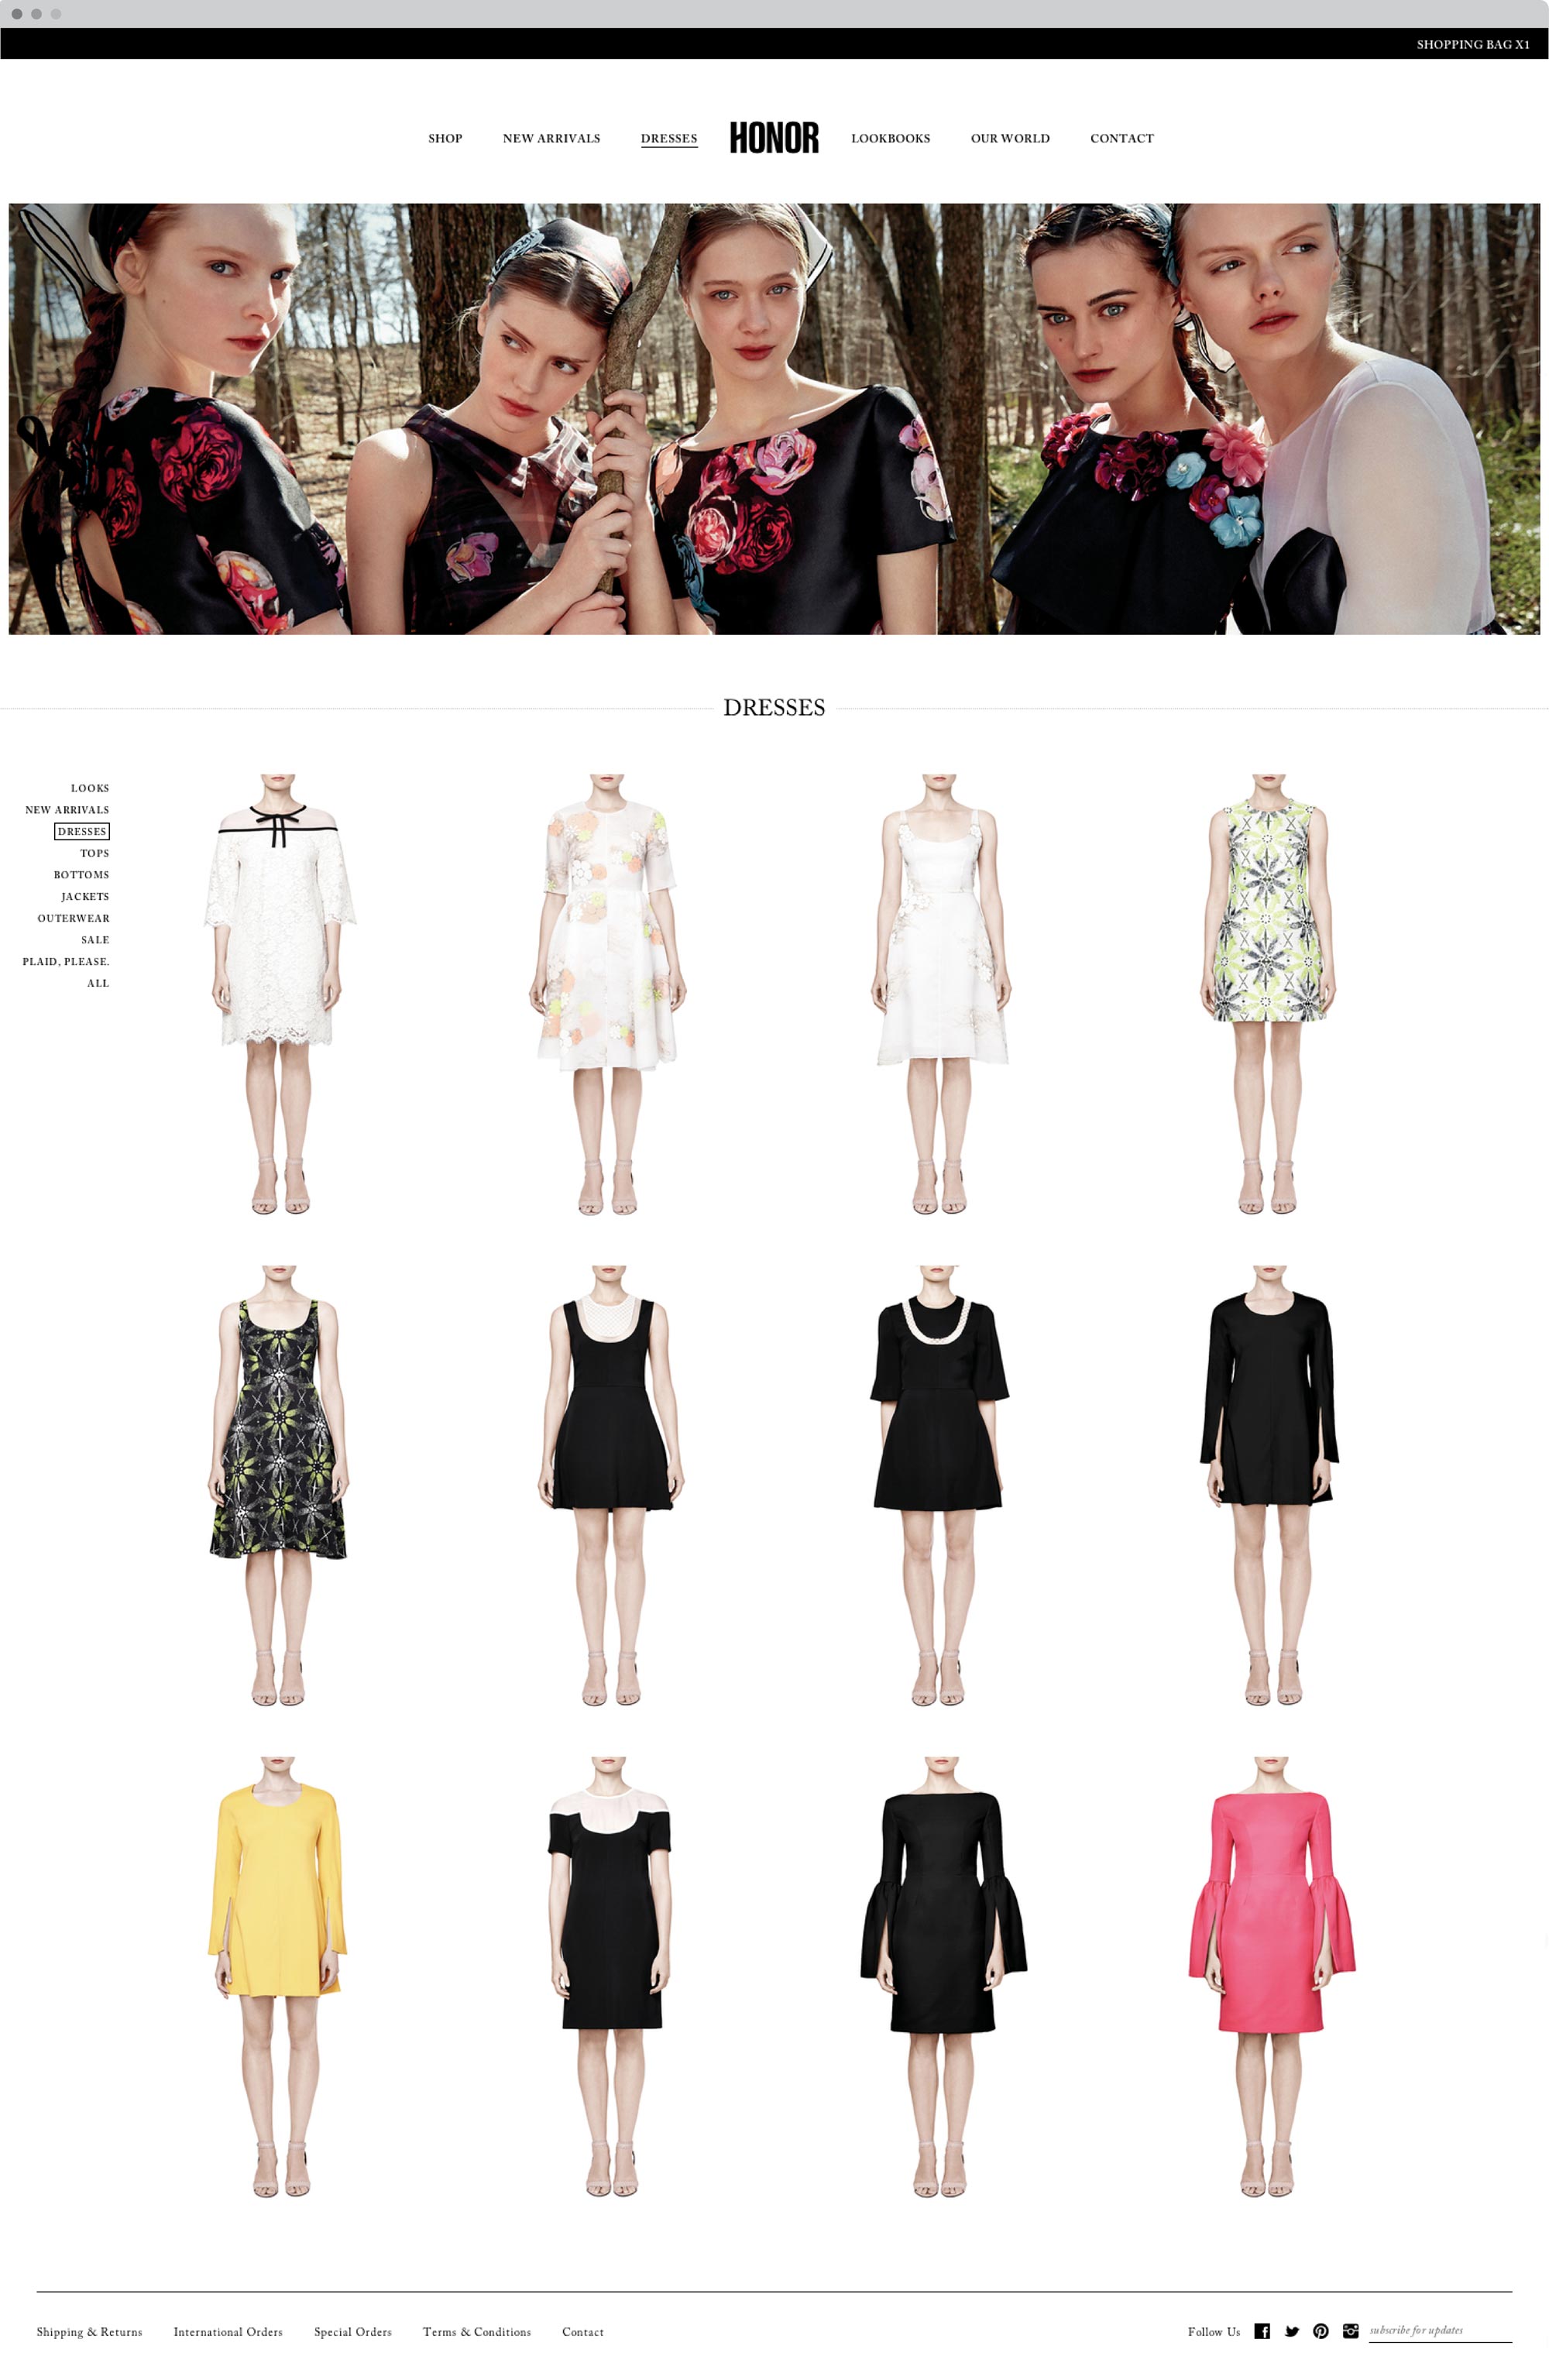 SHOPPING BAG X1
SHOP NEW ARRIVALS DRESSES HONOR LOOKBOOKS OUR WORLD CONTACT
DRESSES
LOOKS
NEW ARRIVALS
DRESSES
TOPS
BOTTOMS
JACKETS
OUTERWEAR
SALE
PLAID, PLEASE.
ALL
Shipping & Returns International Orders Special Orders Terms & Conditions Contact Follow Us subscribe for updates